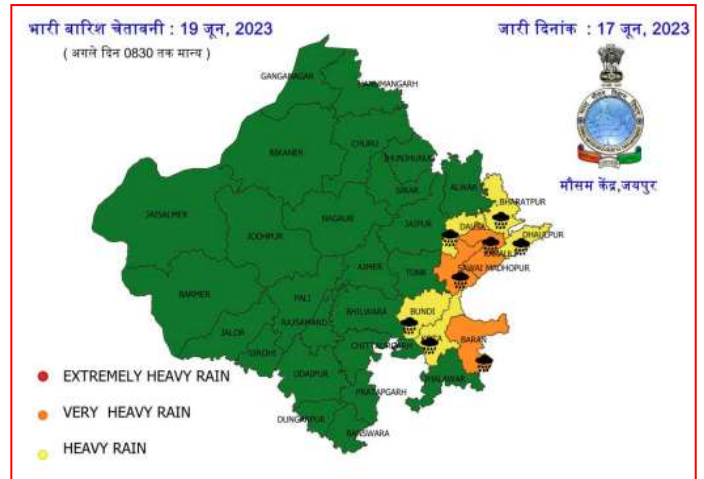 भारी बारिश चेतावनी : 19 जून, 2023
जारी दिनांक : 17 जून, 2023
( अगले दिन 0830 तक मान्य )
GANGANAGAR
HANUMANGARH
CHURU
BIKANER
JHUNJHUNU
SIKAR
ALWAR
BHARATPUR
JAISALMER
NAGAUR
JAIPUR
DAUSA
DHAULPUR
JODHPUR
KARAULI
AJMER
TONK
SAWAI MADHOPUR
BARMER
PALI
BHILWARA
BUNDI
RAJSAMAND
JALOR
KOTA
BARAN
CHITTAURGARH
SIROHI
UDAIPUR
JHALAWAR
PRATAPGARH
DUNGARPUR
BANSWARA
मौसम केंद्र,जयपुर
EXTREMELY HEAVY RAIN
VERY HEAVY RAIN
HEAVY RAIN